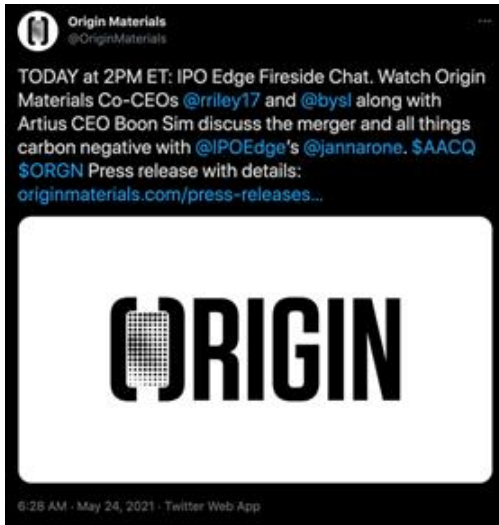 Origin Materials
@OriginMaterials
TODAY at 2PM ET: IPO Edge Fireside Chat. Watch Origin
Materials Co-CEOs @rriley17 and @bysl along with
Artius CEO Boon Sim discuss the merger and all things
carbon negative with @IPOEdge's @jannarone. $AACQ
$ORGN Press release with details:
originmaterials.com/press-releases...
ORIGIN
6:28 AM · May 24, 2021 · Twitter Web App